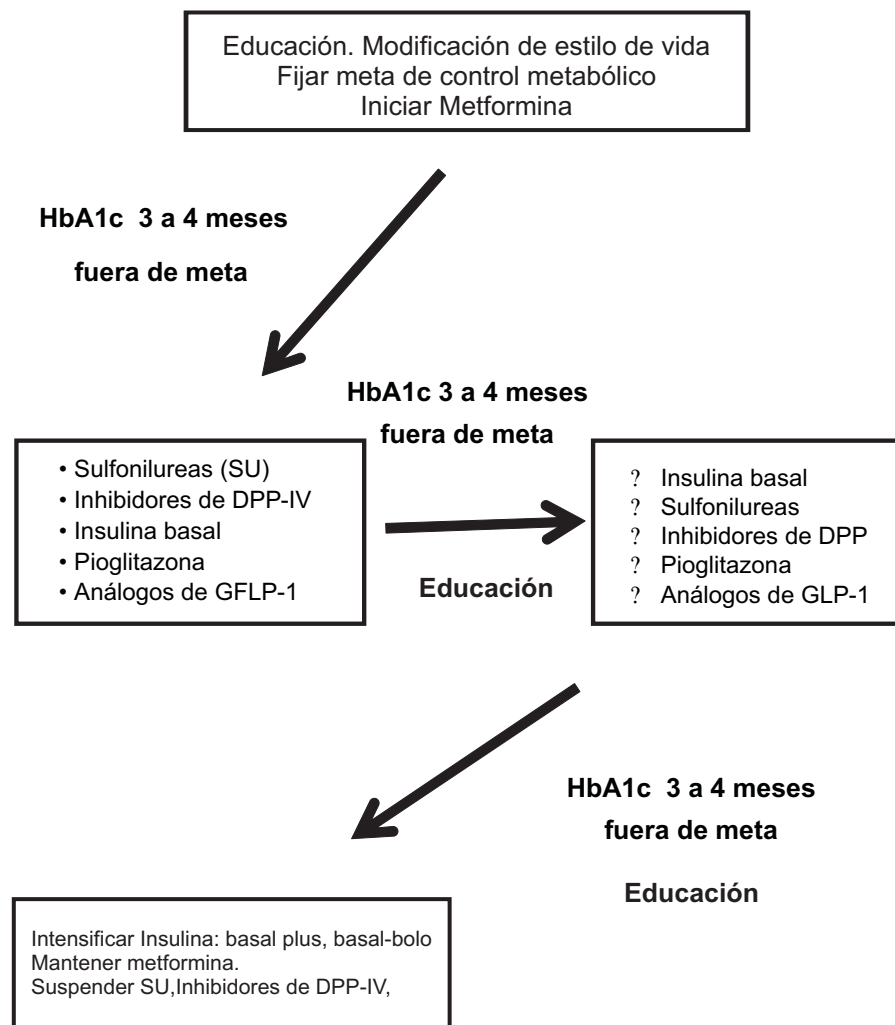 Educación. Modificación de estilo de vida
Fijar meta de control metabólico
Iniciar Metformina
HbA1c 3 a 4 meses
fuera de meta
HbA1c 3 a 4 meses
fuera de meta
• Sulfonilureas (SU)
• Inhibidores de DPP-IV
• Insulina basal
• Pioglitazona
• Análogos de GFLP-1
Educación
? Insulina basal
? Sulfonilureas
? Inhibidores de DPP
? Pioglitazona
? Análogos de GLP-1
HbA1c 3 a 4 meses
fuera de meta
Educación
Intensificar Insulina: basal plus, basal-bolo
Mantener metformina.
Suspender SU,Inhibidores de DPP-IV,